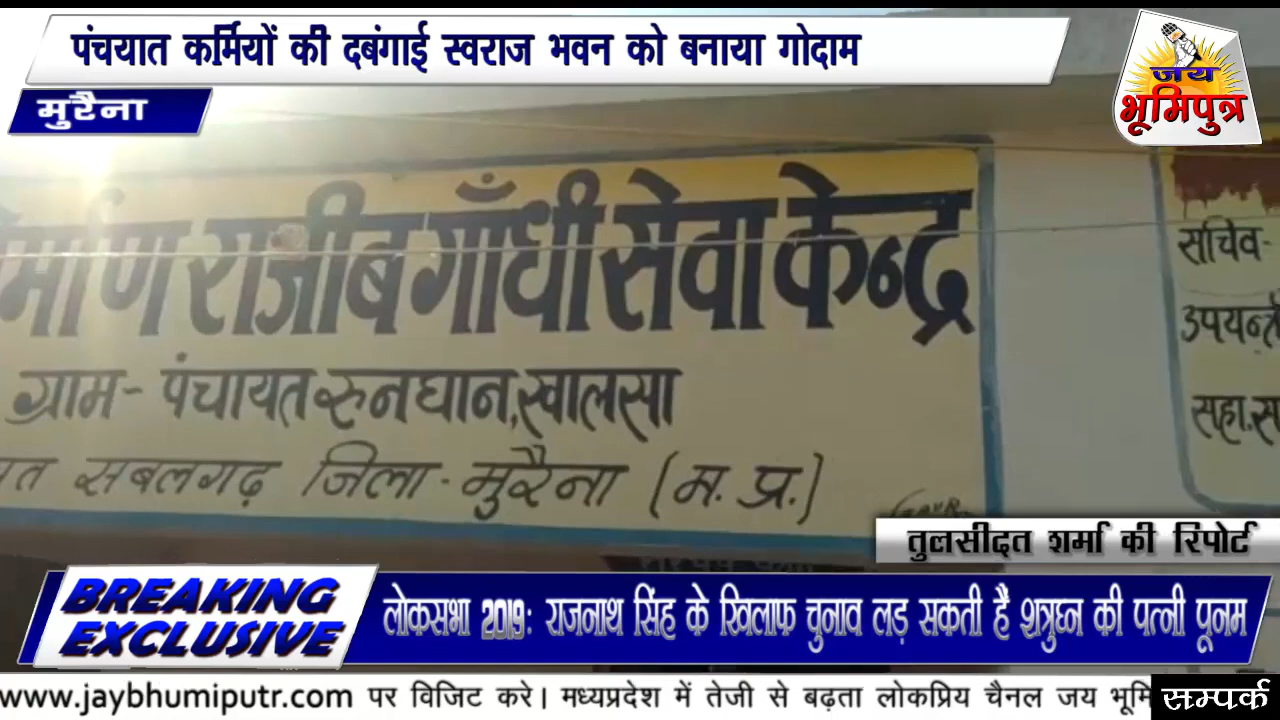 पंचयात कर्मियों की दबंगाई स्वराज भवन को बनाया गोदाम
मुरैना
जय
भूमिपुत्र
र्माण राजीब गाँधी सेवा केन्द्र
ग्राम - पंचायत रुनघान, खालसा
सबलगढ़ जिला - मुरैना (म. प्र.)
सचिव-
उपयन्त्री
सहा. स
तुलसीदत शर्मा की रिपोर्ट
BREAKING
EXCLUSIVE
लोकसभा 2019: राजनाथ सिंह के खिलाफ चुनाव लड़ सकती हैं शत्रुघ्न की पत्नी पूनम
www.jaybhumiputr.com पर विजिट करे। मध्यप्रदेश में तेजी से बढ़ता लोकप्रिय चैनल जय भूमि
सम्पर्क